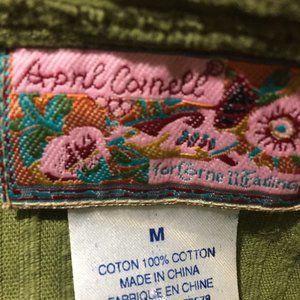 April Cornell
for Cornell Trading
M
COTON 100% COTTON
MADE IN CHINA
FABRIQUE EN CHINE